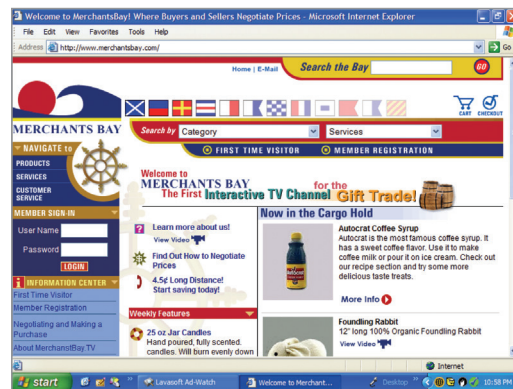 Welcome to MerchantsBay! Where Buyers and Sellers Negotiate Prices - Microsoft Internet Explorer
File Edit View Favorites Tools Help
Address http://www.merchantsbay.com/ Go
Home | E-Mail Search the Bay GO
CART CHECKOUT
MERCHANTS BAY
Search by Category Services
FIRST TIME VISITOR MEMBER REGISTRATION
NAVIGATE to
PRODUCTS
SERVICES
CUSTOMER
SERVICE
MEMBER SIGN-IN
User Name
Password
LOGIN
INFORMATION CENTER
First Time Visitor
Member Registration
Negotiating and Making a
Purchase
About MerchantsBay.TV
Welcome to
MERCHANTS BAY for the
The First Interactive TV Channel Gift Trade!
Learn more about us!
View Video
Find Out How to Negotiate
Prices
4.5¢ Long Distance!
Start saving today!
Weekly Features
25 oz Jar Candles
Hand poured, fully scented.
candles. Will burn evenly down
Now in the Cargo Hold
Autocrat Coffee Syrup
Autocrat is the most famous coffee syrup. It
has a sweet coffee flavor. Use it to make
coffee milk or pour it on ice cream. Check out
our recipe section and try some more
delicious taste treats.
More Info
Foundling Rabbit
12" long 100% Organic Foundling Rabbit
View Video
Internet
start Lavasoft Ad-Watch Welcome to Merchant... Desktop 10:58 PM